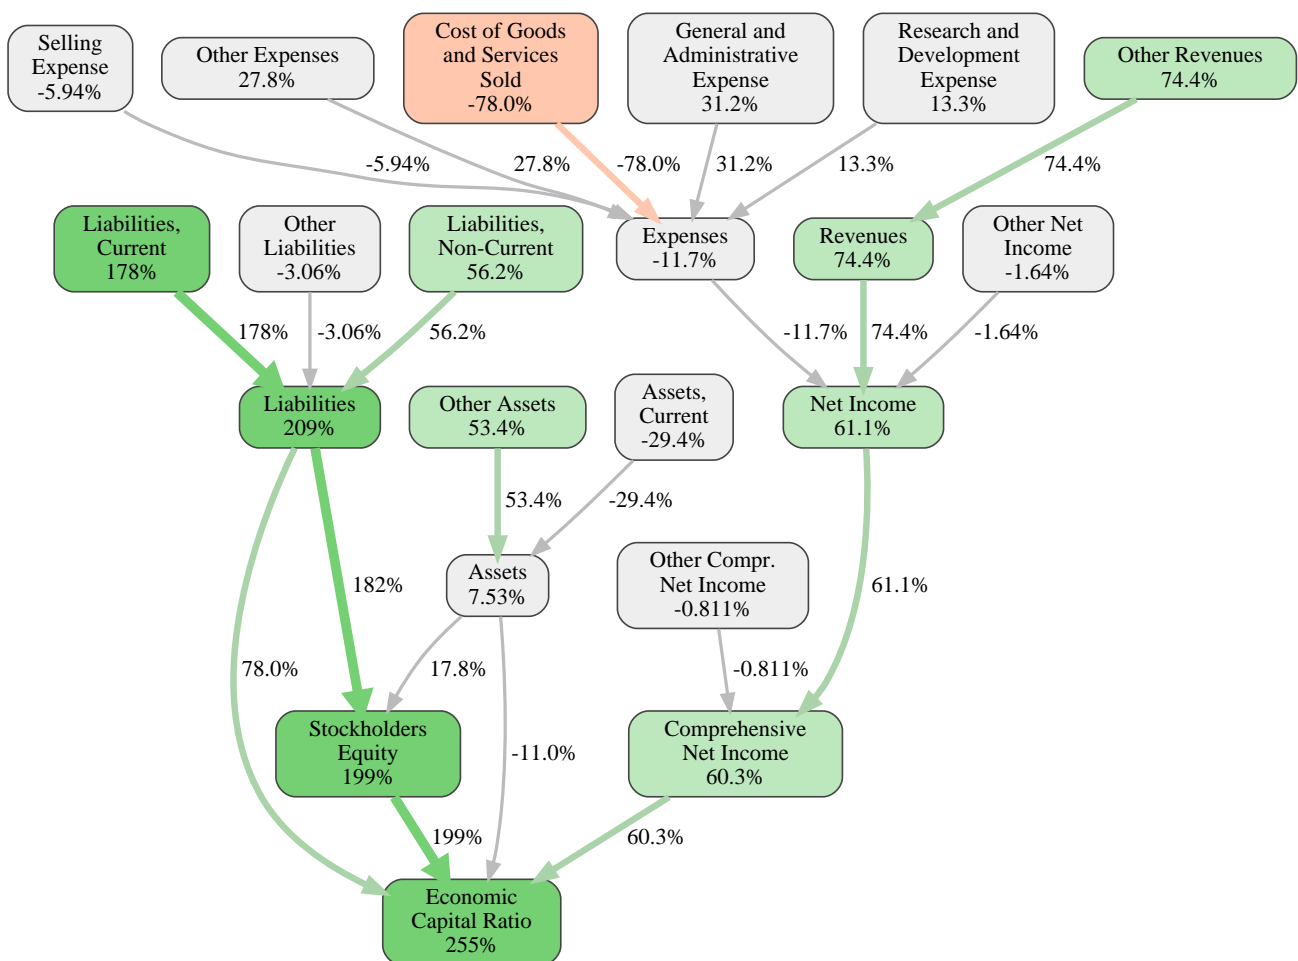 Selling
Expense
-5.94%
Other Expenses
27.8%
Cost of Goods
and Services
Sold
-78.0%
General and
Administrative
Expense
31.2%
Research and
Development
Expense
13.3%
Other Revenues
74.4%
-5.94%
27.8%
-78.0%
31.2%
13.3%
74.4%
Liabilities,
Current
178%
Other
Liabilities
-3.06%
Liabilities,
Non-Current
56.2%
Expenses
-11.7%
Revenues
74.4%
Other Net
Income
-1.64%
178%
-3.06%
56.2%
-11.7%
74.4%
-1.64%
Liabilities
209%
Other Assets
53.4%
Assets,
Current
-29.4%
Net Income
61.1%
53.4%
-29.4%
Assets
7.53%
Other Compr.
Net Income
-0.811%
182%
61.1%
78.0%
17.8%
-0.811%
Stockholders
Equity
199%
-11.0%
Comprehensive
Net Income
60.3%
199%
60.3%
Economic
Capital Ratio
255%